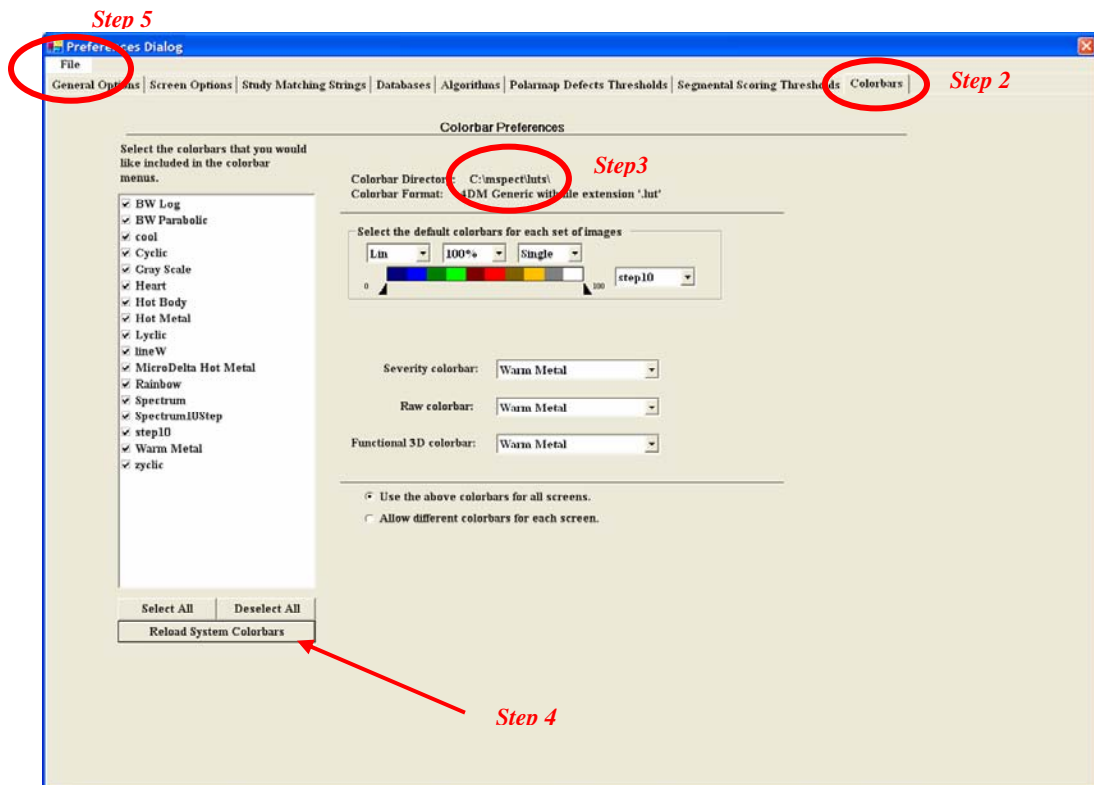 Step 5
Preferences Dialog
File
General Options Screen Options Study Matching Strings Databases Algorithms Polarmap Defects Thresholds Segmental Scoring Thresholds Colorbars
Step 2
Colorbar Preferences
Select the colorbars that you would
like included in the colorbar
menus.
Step3
Colorbar Directory: C:\mspect\luts\
Colorbar Format: 4DM Generic with file extension '.lut'
BW Log
BW Parabolic
cool
Cyclic
Gray Scale
Heart
Hot Body
Hot Metal
Lyclic
lineW
MicroDelta Hot Metal
Rainbow
Spectrum
Spectrum10Step
step10
Warm Metal
zyclic
Select the default colorbars for each set of images
Lin 100% Single
0 100 step10
Severity colorbar: Warm Metal
Raw colorbar: Warm Metal
Functional 3D colorbar: Warm Metal
Use the above colorbars for all screens.
Allow different colorbars for each screen.
Select All Deselect All
Reload System Colorbars
Step 4